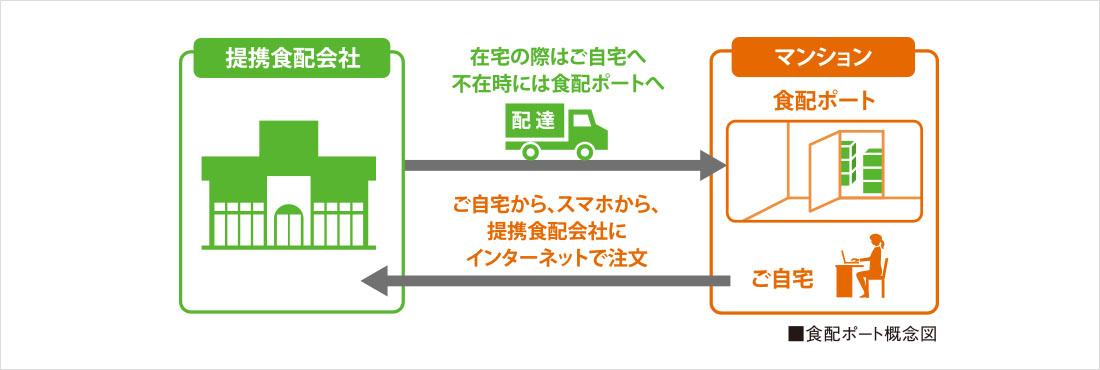 提携食配会社
在宅の際はご自宅へ
不在時には食配ポートへ
配達
マンション
食配ポート
ご自宅から、スマホから、
提携食配会社に
インターネットで注文
ご自宅
■食配ポート概念図